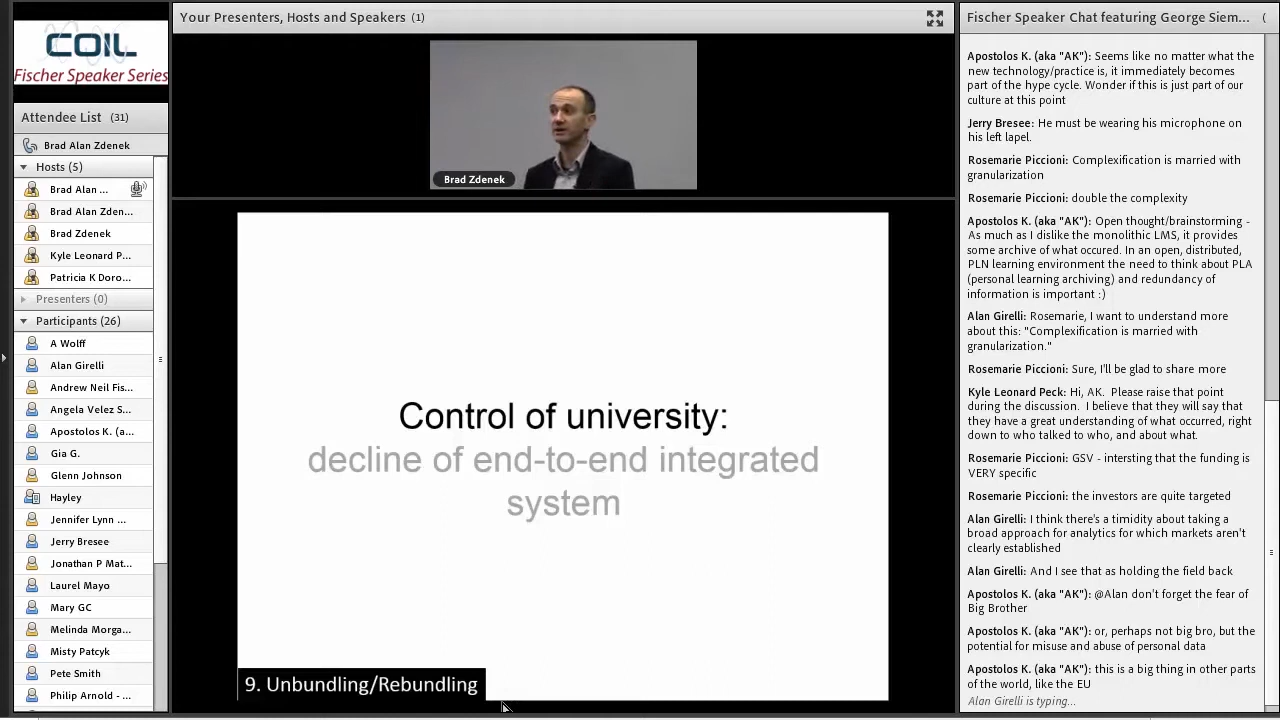 COIL
Fischer Speaker Series
Attendee List (31)
Brad Alan Zdenek
Hosts (5)
Brad Alan ...
Brad Alan Zden...
Brad Zdenek
Kyle Leonard P...
Patricia K Doro...
Presenters (0)
Participants (26)
A Wolff
Alan Girelli
Andrew Neil Fis...
Angela Velez S...
Apostolos K. (a...
Gia G.
Glenn Johnson
Hayley
Jennifer Lynn ...
Jerry Bresee
Jonathan P Mat...
Laurel Mayo
Mary GC
Melinda Morga...
Misty Patcyk
Pete Smith
Philip Arnold - ...
Your Presenters, Hosts and Speakers (1)
Brad Zdenek
Control of university:
decline of end-to-end integrated
system
9. Unbundling/Rebundling
Fischer Speaker Chat featuring George Siem... (
Apostolos K. (aka "AK"): Seems like no matter what the
new technology/practice is, it immediately becomes
part of the hype cycle. Wonder if this is just part of our
culture at this point
Jerry Bresee: He must be wearing his microphone on
his left lapel.
Rosemarie Piccioni: Complexification is married with
granularization
Rosemarie Piccioni: double the complexity
Apostolos K. (aka "AK"): Open thought/brainstorming -
As much as I dislike the monolithic LMS, it provides
some archive of what occured. In an open, distributed,
PLN learning environment the need to think about PLA
(personal learning archiving) and redundancy of
information is important :)
Alan Girelli: Rosemarie, I want to understand more
about this: "Complexification is married with
granularization."
Rosemarie Piccioni: Sure, I'll be glad to share more
Kyle Leonard Peck: Hi, AK. Please raise that point
during the discussion. I believe that they will say that
they have a great understanding of what occurred, right
down to who talked to who, and about what.
Rosemarie Piccioni: GSV - intersting that the funding is
VERY specific
Rosemarie Piccioni: the investors are quite targeted
Alan Girelli: I think there's a timidity about taking a
broad approach for analytics for which markets aren't
clearly established
Alan Girelli: And I see that as holding the field back
Apostolos K. (aka "AK"): @Alan don't forget the fear of
Big Brother
Apostolos K. (aka "AK"): or, perhaps not big bro, but the
potential for misuse and abuse of personal data
Apostolos K. (aka "AK"): this is a big thing in other parts
of the world, like the EU
Alan Girelli is typing...